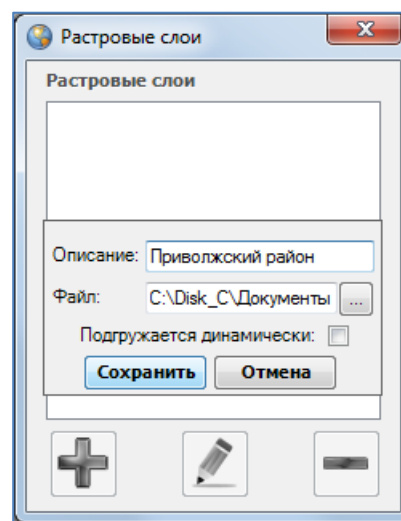 Растровые слои
Растровые слои
Описание: Приволжский район
Файл: C:\Disk_C\Документы ...
Подгружается динамически:
Сохранить Отмена